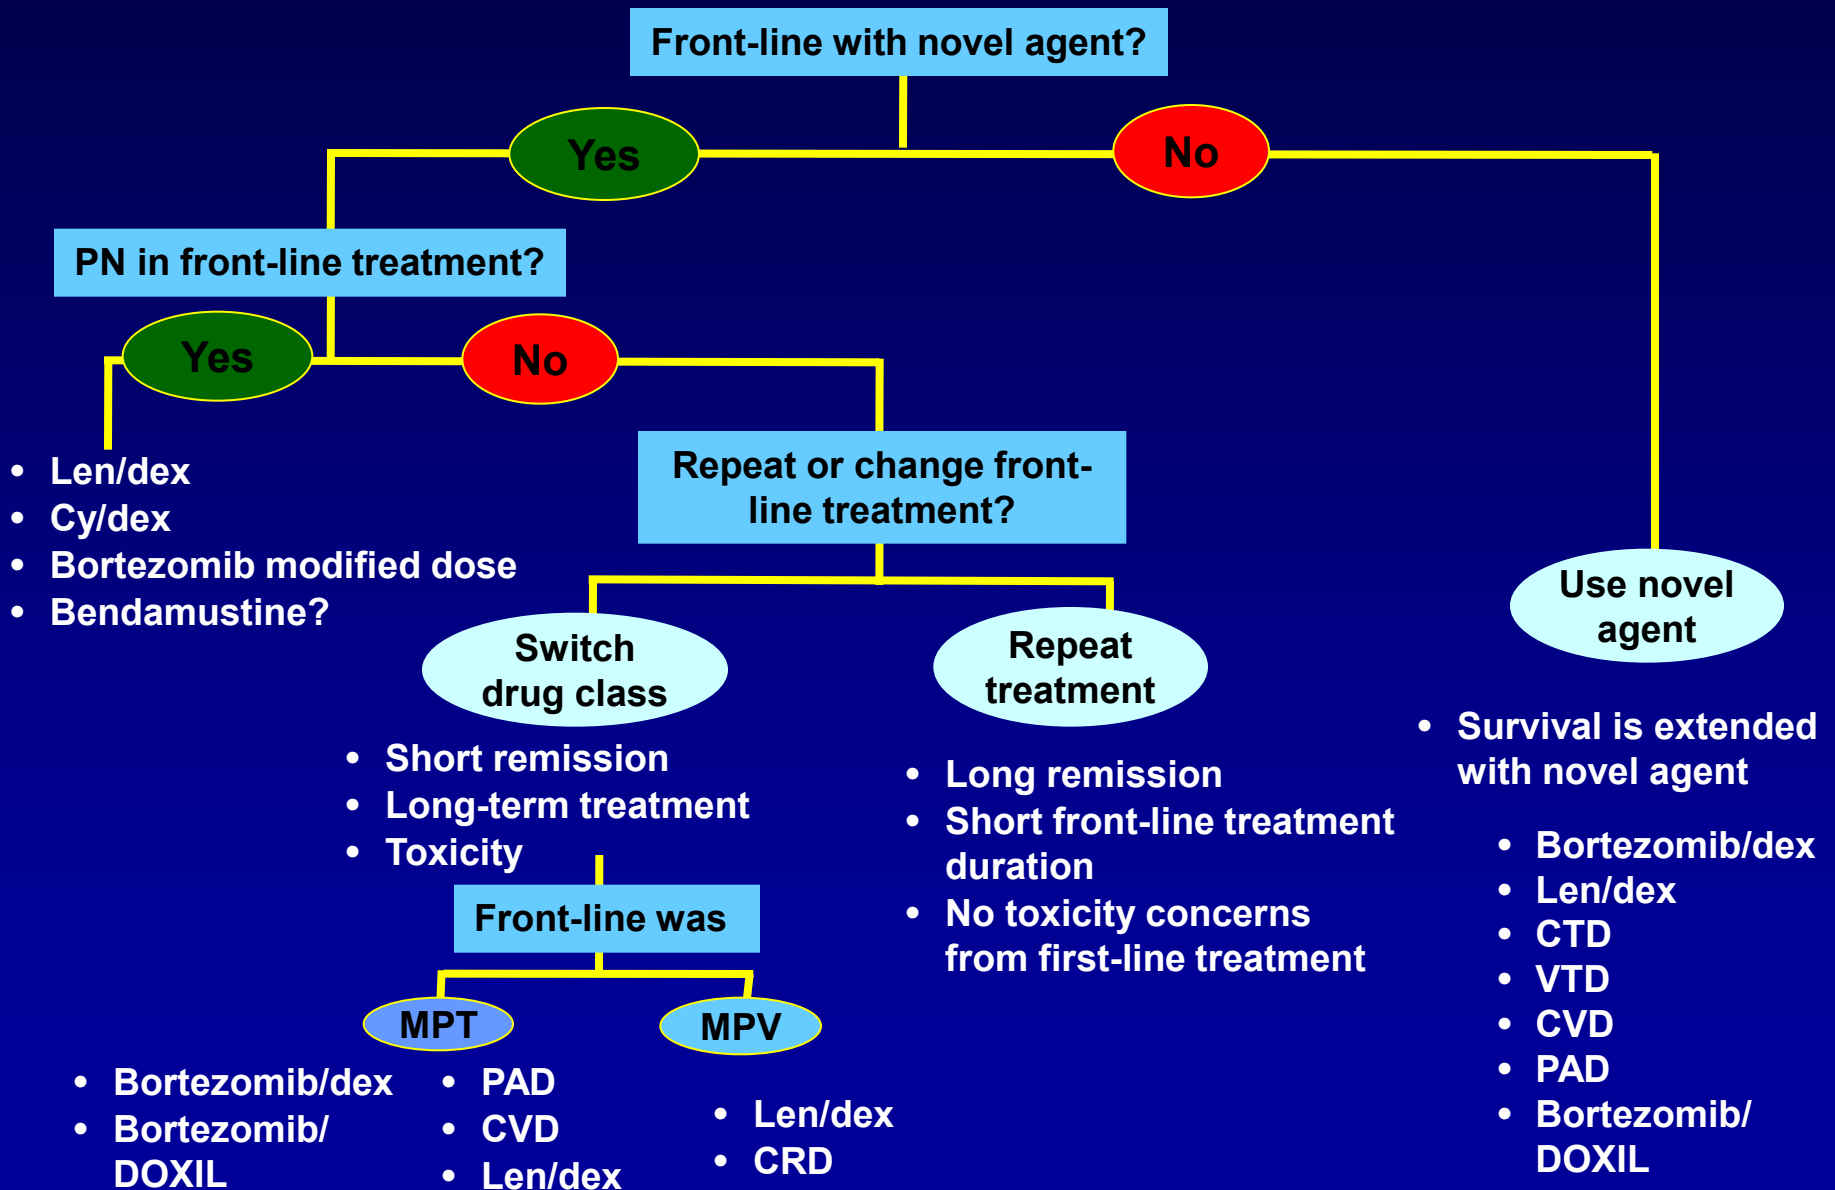 Front-line with novel agent?
Yes
No
PN in front-line treatment?
Yes
No
• Len/dex
• Cy/dex
• Bortezomib modified dose
• Bendamustine?
Repeat or change front-
line treatment?
Switch
drug class
• Short remission
• Long-term treatment
• Toxicity
Repeat
treatment
• Long remission
• Short front-line treatment
duration
• No toxicity concerns
from first-line treatment
Use novel
agent
• Survival is extended
with novel agent
• Bortezomib/dex
• Len/dex
• CTD
• VTD
• CVD
• PAD
• Bortezomib/
DOXIL
Front-line was
MPT
• Bortezomib/dex
• Bortezomib/
DOXIL
• PAD
• CVD
• Len/dex
MPV
• Len/dex
• CRD